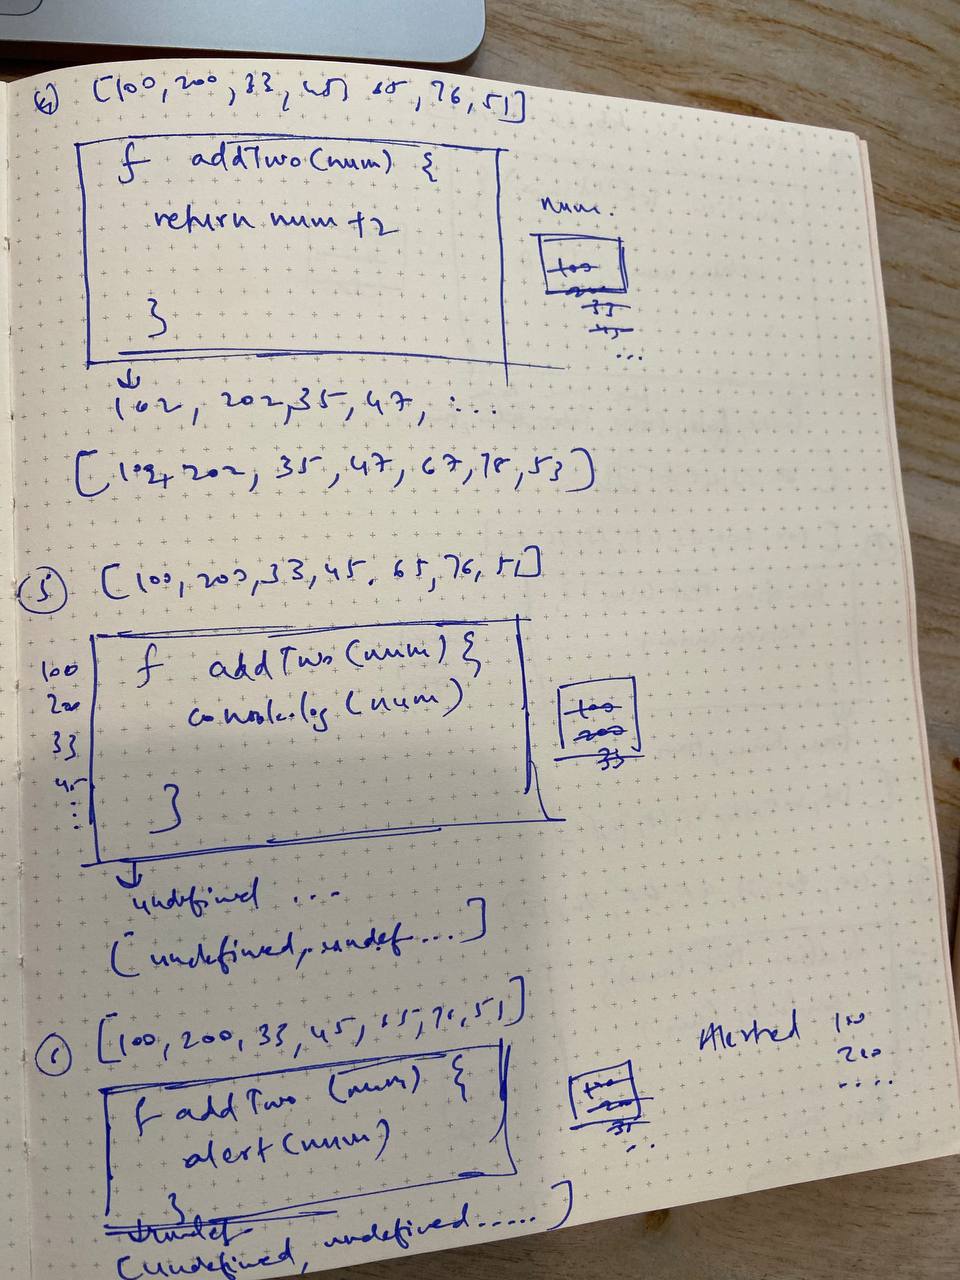 4) [100, 200, 33, 45, 65, 76, 51]
f addTwo(num) {
return num +2
}
num.
100
200
33
45
...
102, 202, 35, 47, ....
[102, 202, 35, 47, 67, 78, 53]
5 [100, 200, 33, 45, 65, 76, 51]
100
200
33
45
⋮
f addTwo (num) {
console.log (num)
}
100
200
33
undefined ...
[undefined, undef...]
6 [100, 200, 33, 45, 65, 76, 51]
f addTwo (num) {
alert (num)
}
100
200
33
...
Alerted 100
200
....
undef
[undefined, undefined.....]